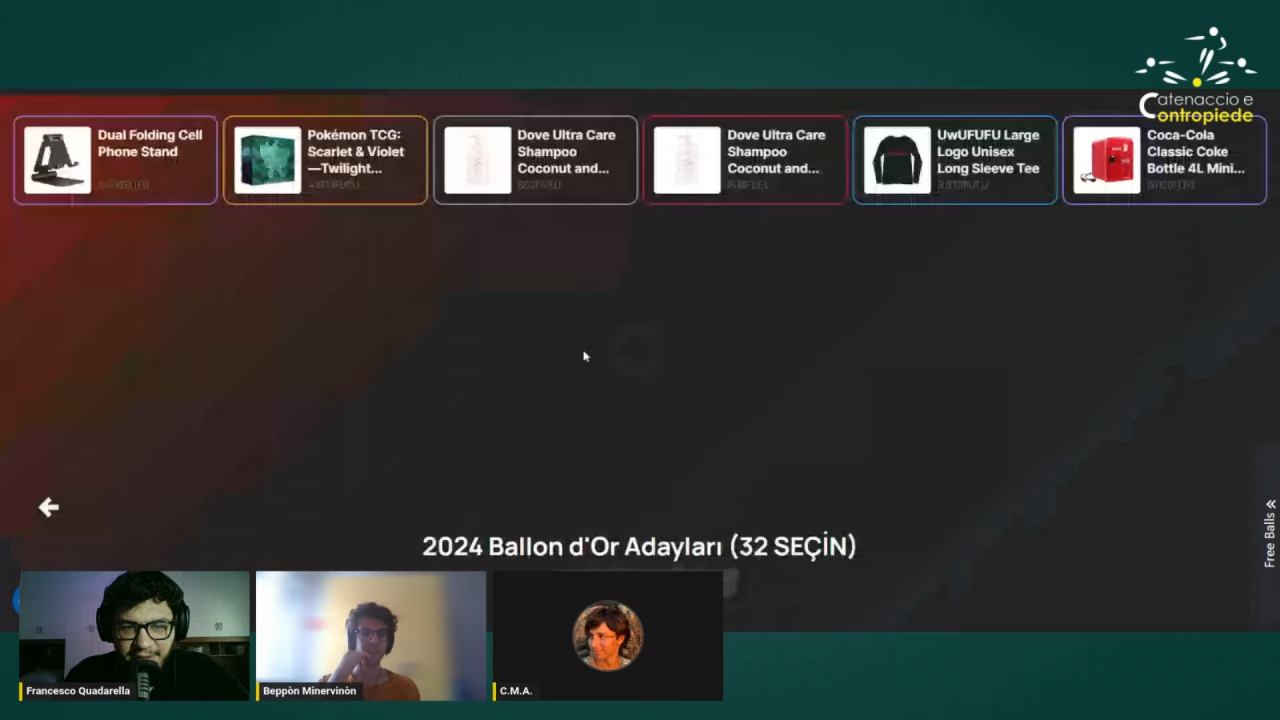 Catenaccio e
Contropiede
Dual Folding Cell
Phone Stand
Pokémon TCG:
Scarlet & Violet
—Twilight...
Dove Ultra Care
Shampoo
Coconut and...
Dove Ultra Care
Shampoo
Coconut and...
UwUFUFU Large
Logo Unisex
Long Sleeve Tee
Coca-Cola
Classic Coke
Bottle 4L Mini...
Free Balls
2024 Ballon d'Or Adayları (32 SEÇİN)
Francesco Quadarella
Beppòn Minervinòn
C.M.A.